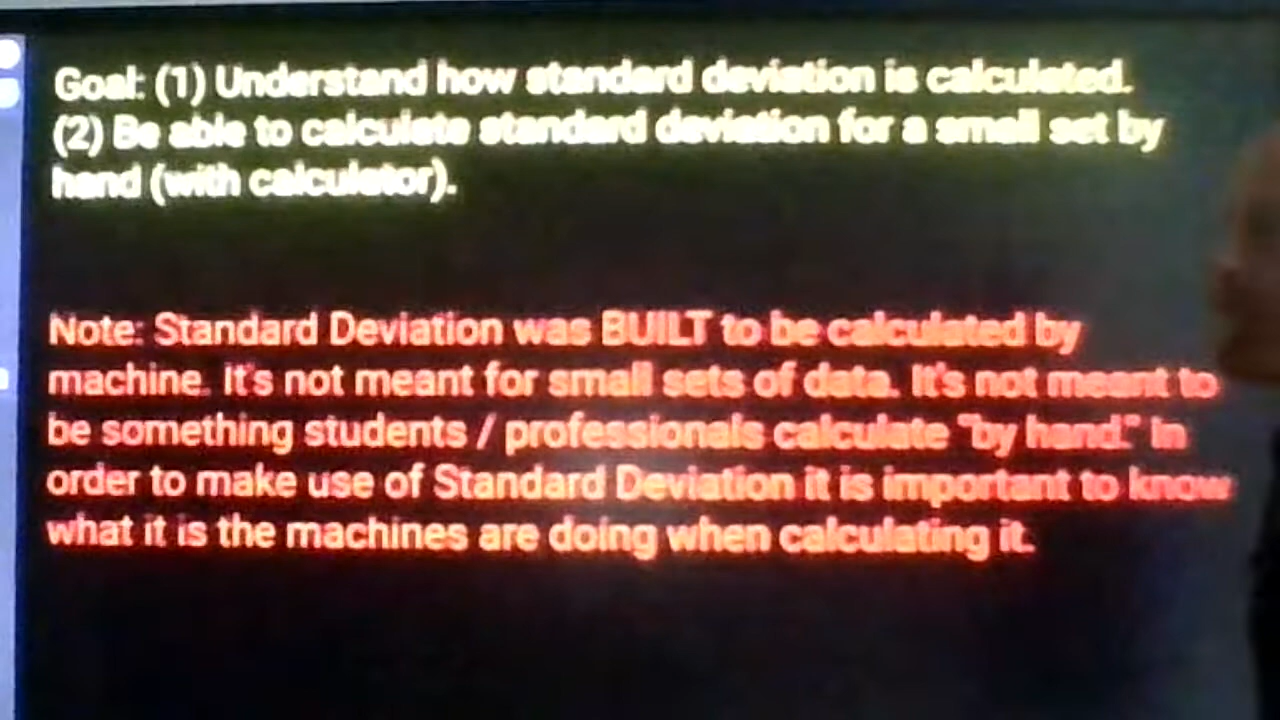 Goal: (1) Understand how standard deviation is calculated.
(2) Be able to calculate standard deviation for a small set by
hand (with calculator).
Note: Standard Deviation was BUILT to be calculated by
machine. It's not meant for small sets of data. It's not meant to
be something students / professionals calculate "by hand." In
order to make use of Standard Deviation it is important to know
what it is the machines are doing when calculating it.